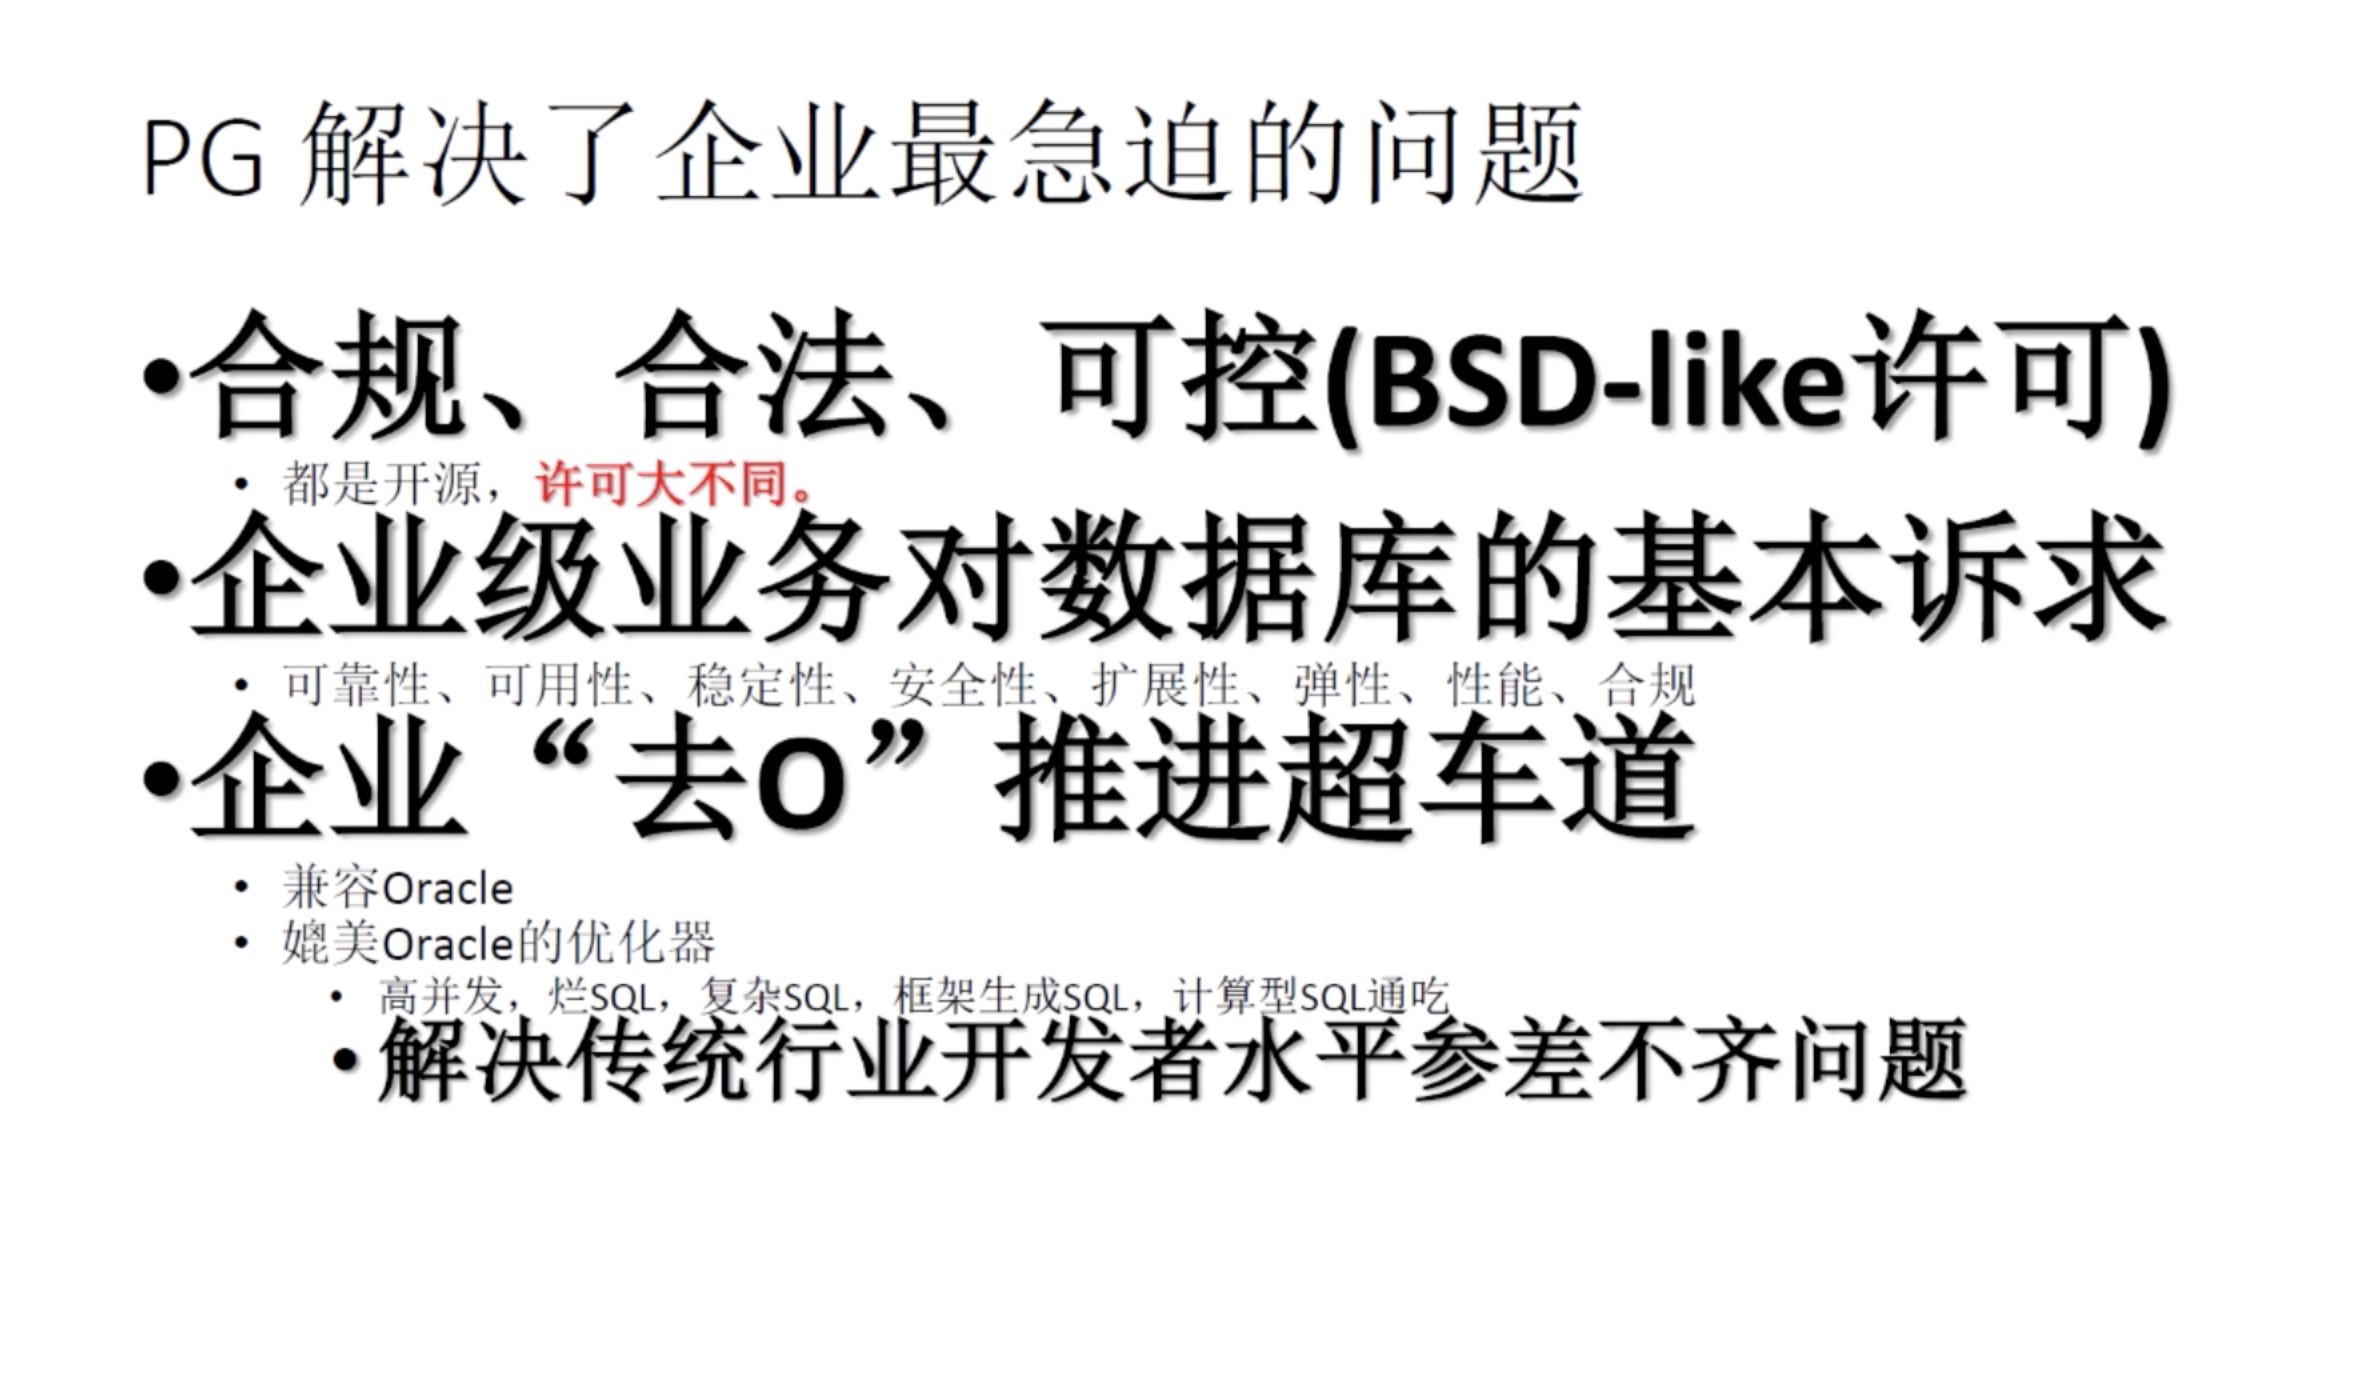 PG 解决了企业最急迫的问题
•合规、合法、可控(BSD-like许可)
• 都是开源，许可大不同。
•企业级业务对数据库的基本诉求
• 可靠性、可用性、稳定性、安全性、扩展性、弹性、性能、合规
•企业“去O”推进超车道
• 兼容Oracle
• 媲美Oracle的优化器
• 高并发，烂SQL，复杂SQL，框架生成SQL，计算型SQL通吃
•解决传统行业开发者水平参差不齐问题